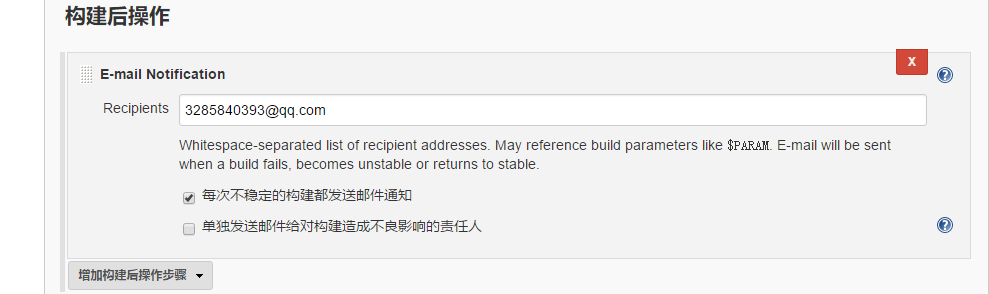 构建后操作
E-mail Notification
X
Recipients
3285840393@qq.com
Whitespace-separated list of recipient addresses. May reference build parameters like $PARAM. E-mail will be sent
when a build fails, becomes unstable or returns to stable.
每次不稳定的构建都发送邮件通知
单独发送邮件给对构建造成不良影响的责任人
增加构建后操作步骤